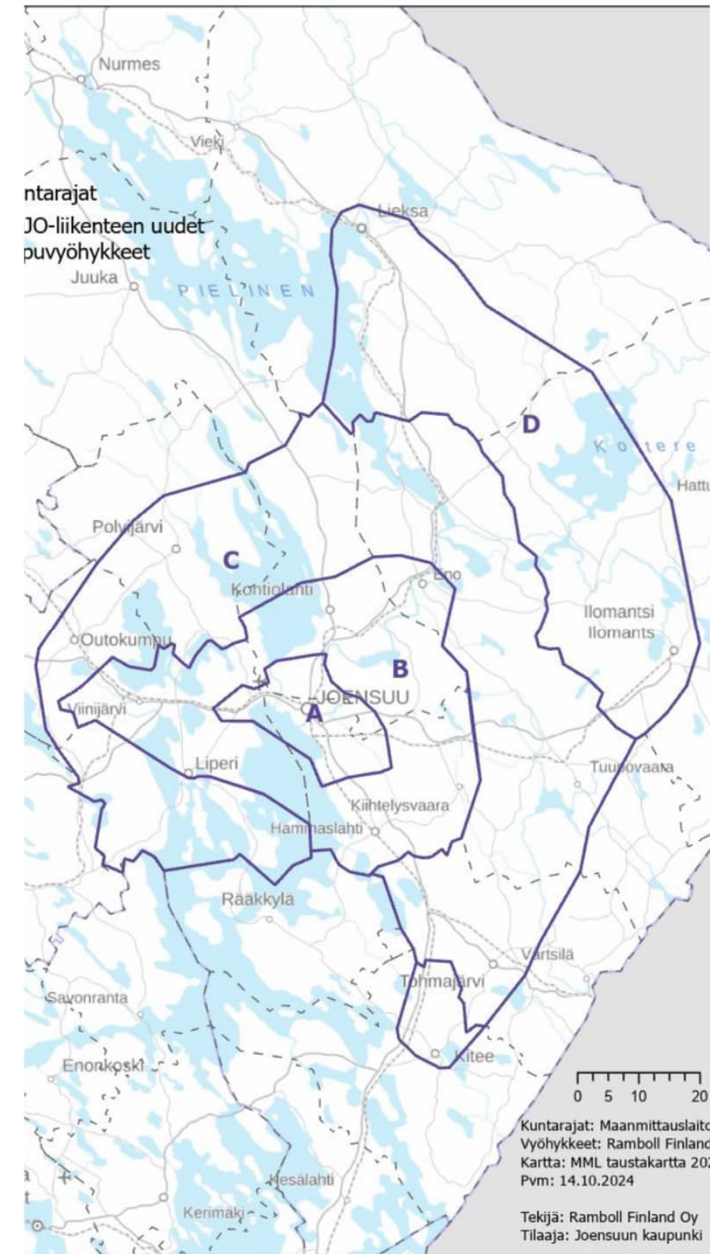 Nurmes
Vieki
ntarajat
Lieksa
JO-liikenteen uudet
puvyöhykkeet
Juuka
PIELINEN
D
Koitere
Hattu
Polvijärvi
C
Kontiolahti
Eno
Ilomantsi
Ilomants
Outokumpu
B
JOENSUU
A
Viinijärvi
Liperi
Tuupovaara
Kiihtelysvaara
Hammaslahti
Rääkkylä
Värtsilä
Tohmajärvi
Savonranta
Kitee
Enonkoski
0 5 10 20
Kuntarajat: Maanmittauslaito
Vyöhykkeet: Ramboll Finland
Kartta: MML taustakartta 202
Pvm: 14.10.2024
Kesälahti
Kerimäki
Tekijä: Ramboll Finland Oy
Tilaaja: Joensuun kaupunki